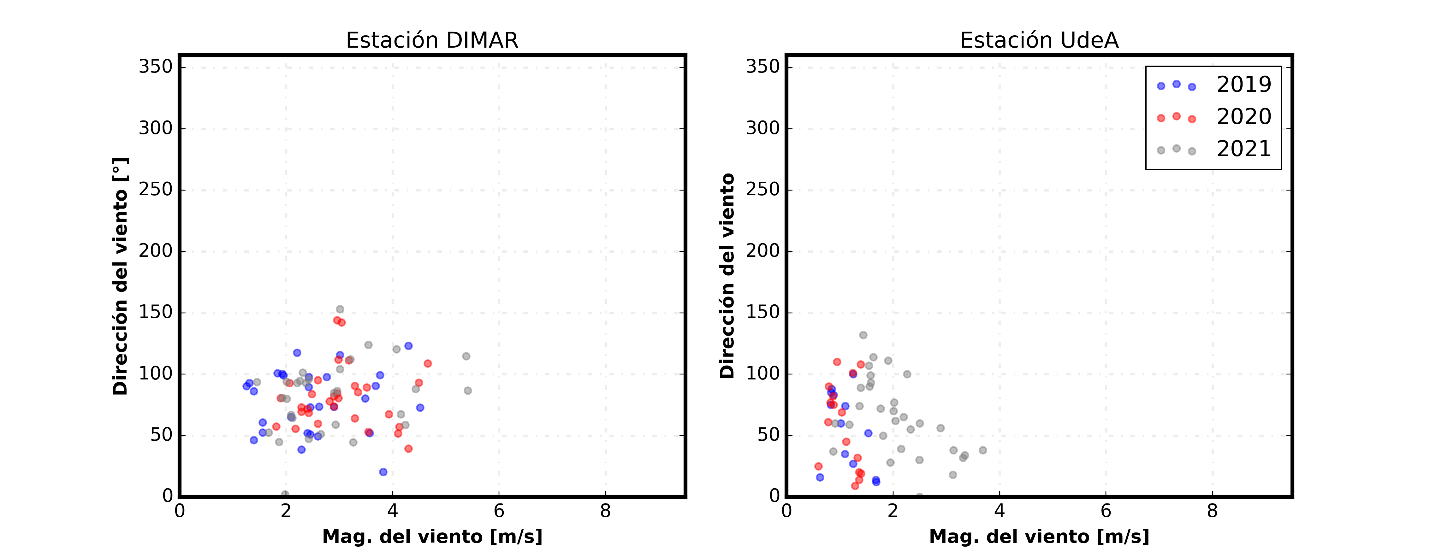 Estación DIMAR
350
300
250
200
150
100
50
0
0 2 4 6 8
Dirección del viento [°]
Mag. del viento [m/s]
Estación UdeA
350
300
250
200
150
100
50
0
0 2 4 6 8
Dirección del viento
Mag. del viento [m/s]
2019
2020
2021